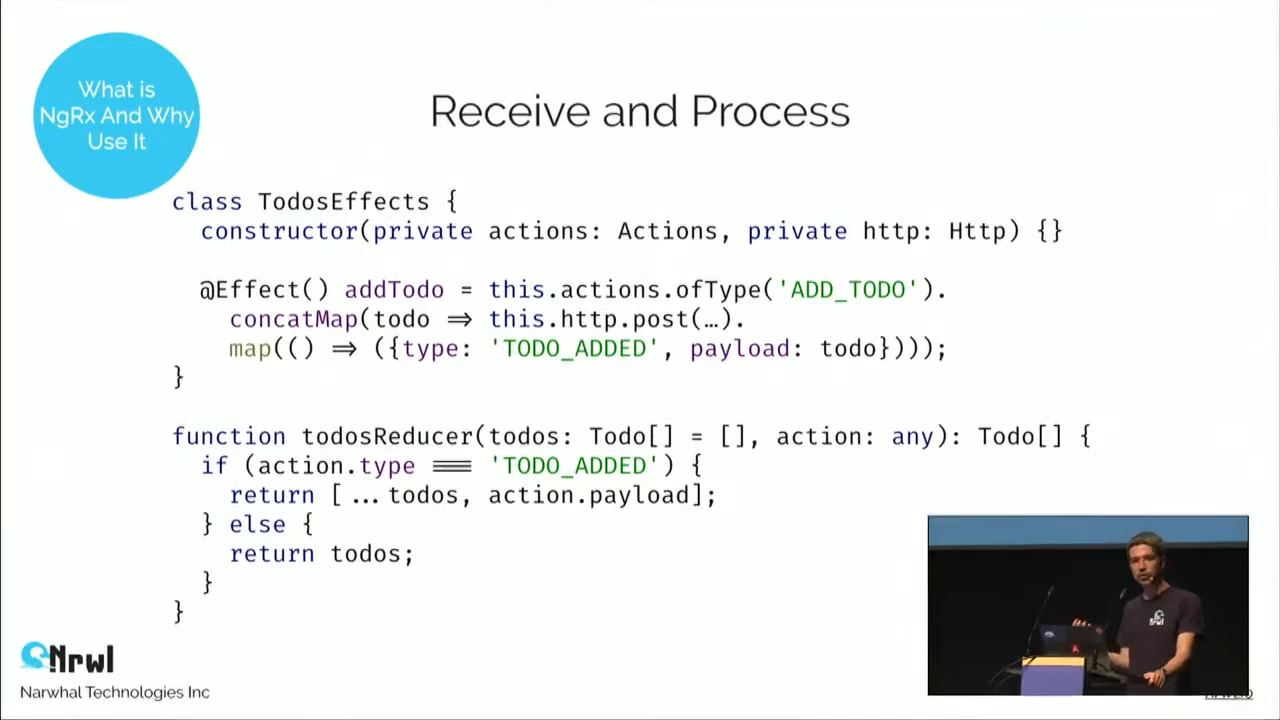 What is
NgRx And Why
Use It
Receive and Process
class TodosEffects {
constructor(private actions: Actions, private http: Http) {}
@Effect() addTodo = this.actions.ofType('ADD_TODO').
concatMap(todo => this.http.post(…).
map(() => ({type: 'TODO_ADDED', payload: todo})));
}
function todosReducer(todos: Todo[] = [], action: any): Todo[] {
if (action.type === 'TODO_ADDED') {
return [...todos, action.payload];
} else {
return todos;
}
}
Nrwl
Narwhal Technologies Inc
Nrwl